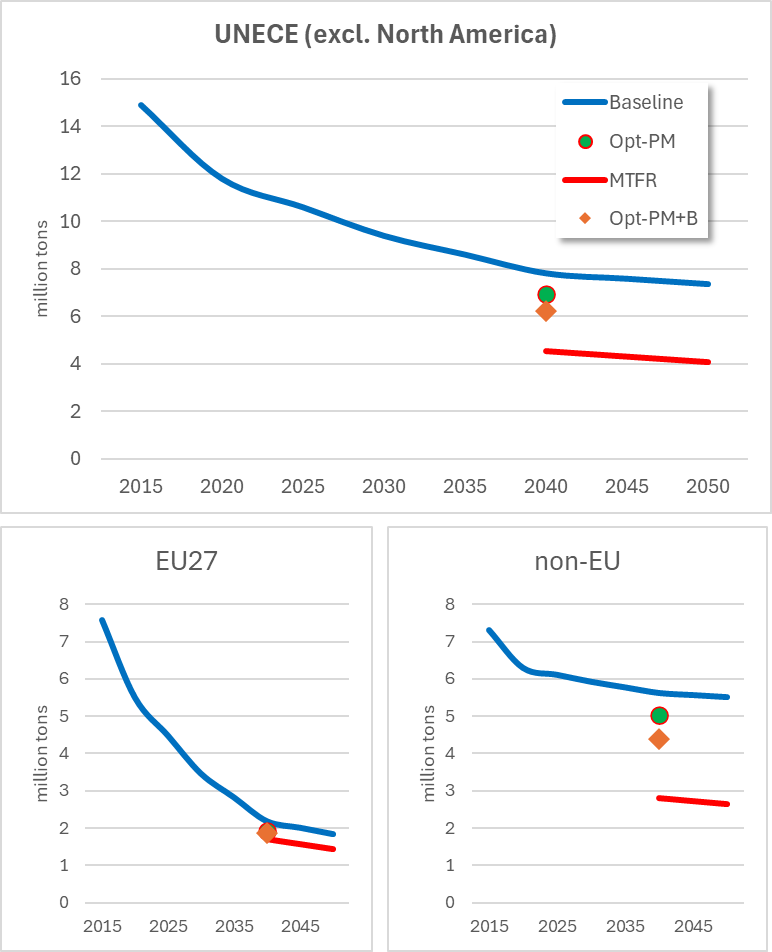 UNECE (excl. North America)
million tons
16
14
12
10
8
6
4
2
0
Baseline
Opt-PM
MTFR
Opt-PM+B
2015 2020 2025 2030 2035 2040 2045 2050
EU27
million tons
8
7
6
5
4
3
2
1
0
2015 2025 2035 2045
non-EU
million tons
8
7
6
5
4
3
2
1
0
2015 2025 2035 2045